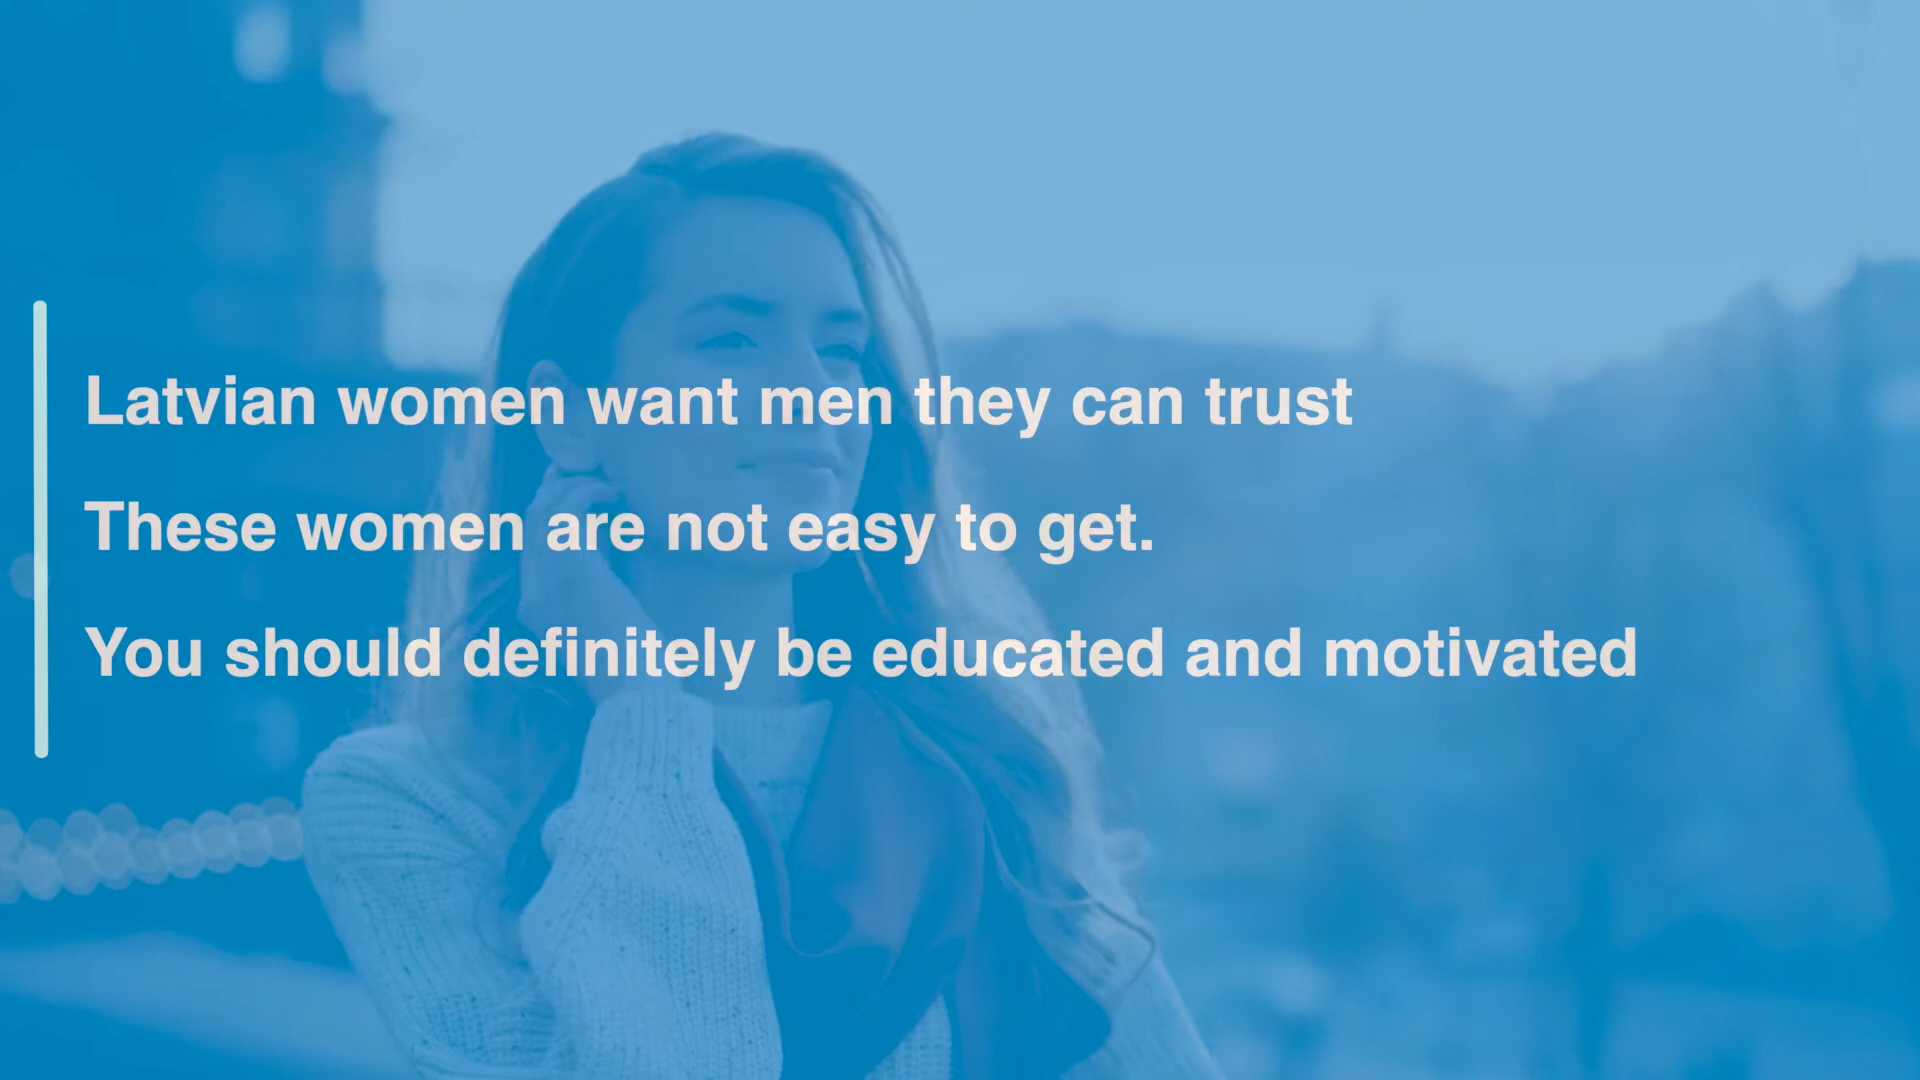 Latvian women want men they can trust
These women are not easy to get.
You should definitely be educated and motivated